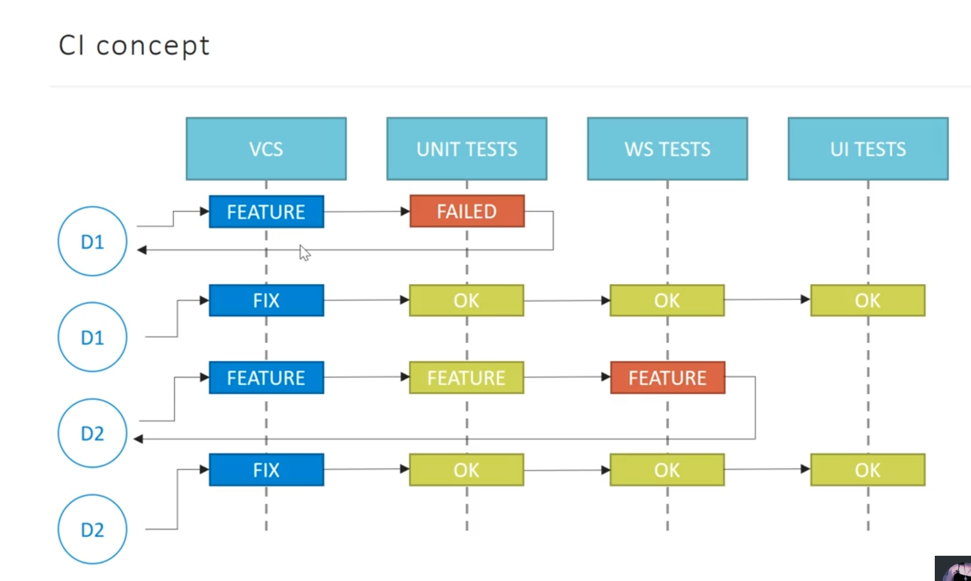 CI concept
VCS
UNIT TESTS
WS TESTS
UI TESTS
FEATURE
FAILED
D1
FIX
OK
OK
OK
D1
FEATURE
FEATURE
FEATURE
D2
FIX
OK
OK
OK
D2